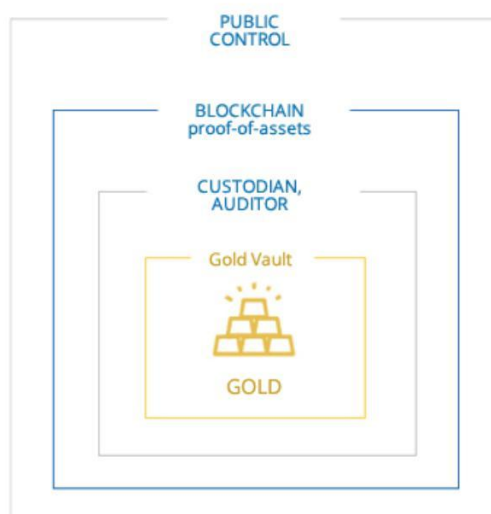 PUBLIC
CONTROL
BLOCKCHAIN
proof-of-assets
CUSTODIAN,
AUDITOR
Gold Vault
GOLD